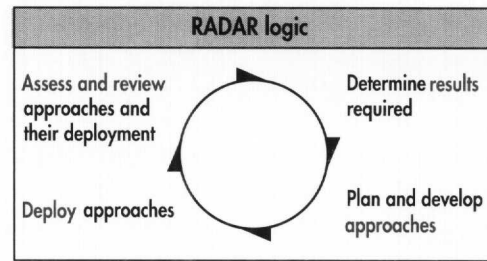 RADAR logic
Assess and review
approaches and
their deployment
Determine results
required
Deploy approaches
Plan and develop
approaches